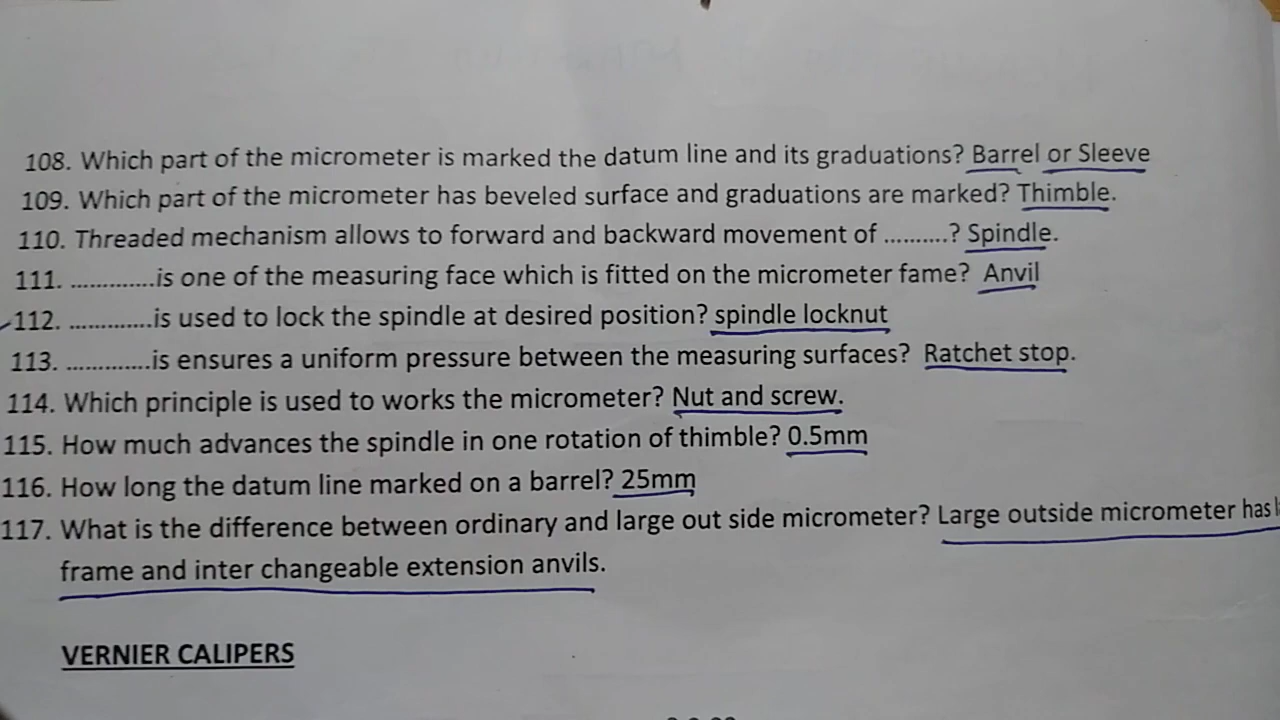 108. Which part of the micrometer is marked the datum line and its graduations? Barrel or Sleeve
109. Which part of the micrometer has beveled surface and graduations are marked? Thimble.
110. Threaded mechanism allows to forward and backward movement of ..........? Spindle.
111. .............is one of the measuring face which is fitted on the micrometer fame? Anvil
112. .............is used to lock the spindle at desired position? spindle locknut
113. .............is ensures a uniform pressure between the measuring surfaces? Ratchet stop.
114. Which principle is used to works the micrometer? Nut and screw.
115. How much advances the spindle in one rotation of thimble? 0.5mm
116. How long the datum line marked on a barrel? 25mm
117. What is the difference between ordinary and large out side micrometer? Large outside micrometer has
frame and inter changeable extension anvils.
VERNIER CALIPERS